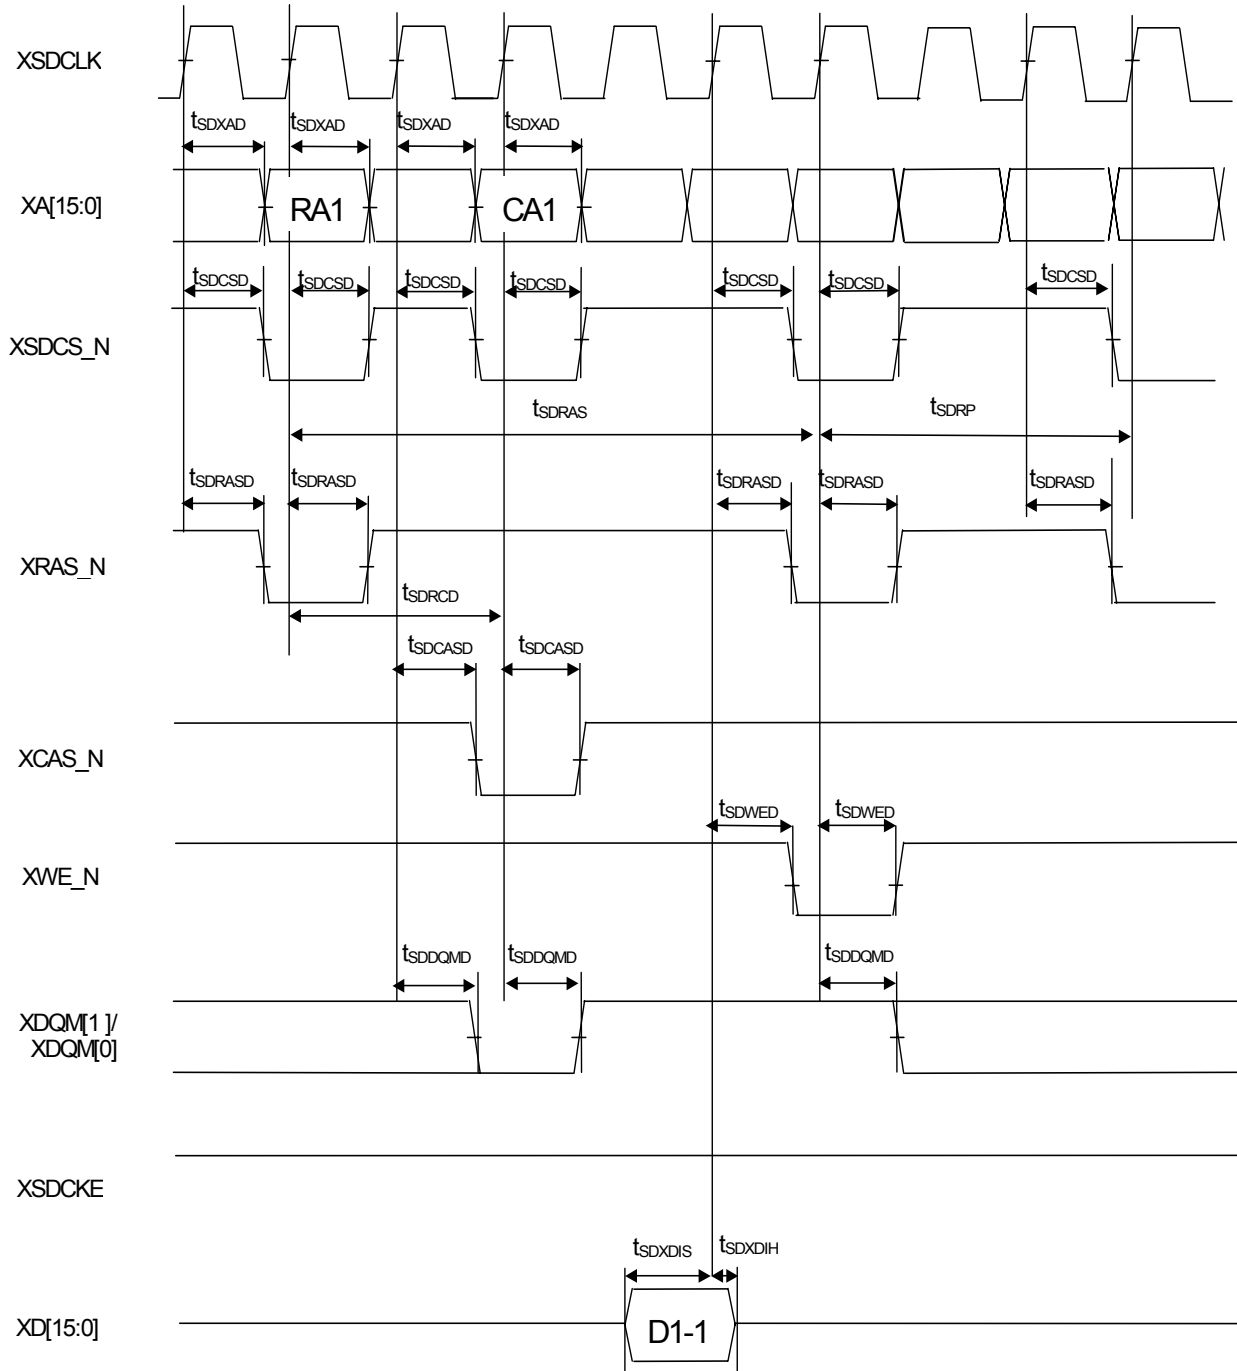 XSDCLK
tSDXAD tSDXAD tSDXAD tSDXAD
XA[15:0] RA1 CA1
tSDCSD tSDCSD tSDCSD tSDCSD tSDCSD tSDCSD tSDCSD
XSDCS_N
tSDRAS tSDRP
tSDRASD tSDRASD tSDRASD tSDRASD tSDRASD
XRAS_N
tSDRCD
tSDCASD tSDCASD
XCAS_N
tSDWED tSDWED
XWE_N
tSDDQMD tSDDQMD tSDDQMD
XDQM[1 ]/
XDQM[0]
XSDCKE
tSDXDIS tSDXDIH
XD[15:0] D1-1